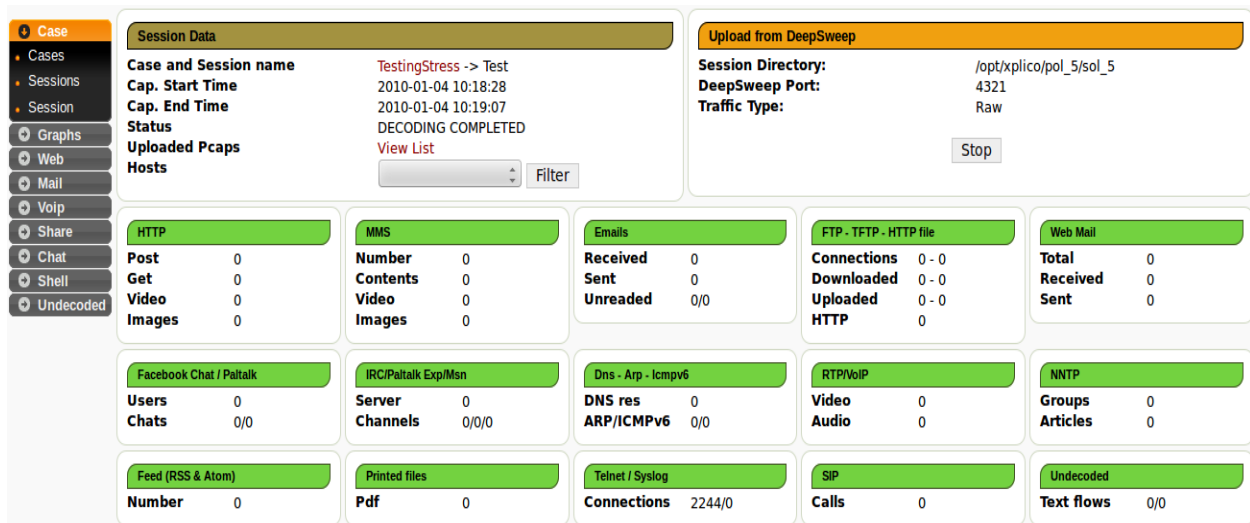 Case
Cases
Sessions
Session
Graphs
Web
Mail
Voip
Share
Chat
Shell
Undecoded
Session Data
Case and Session name TestingStress -> Test
Cap. Start Time 2010-01-04 10:18:28
Cap. End Time 2010-01-04 10:19:07
Status DECODING COMPLETED
Uploaded Pcaps View List
Hosts Filter
Upload from DeepSweep
Session Directory: /opt/xplico/pol_5/sol_5
DeepSweep Port: 4321
Traffic Type: Raw
Stop
HTTP
Post 0
Get 0
Video 0
Images 0
MMS
Number 0
Contents 0
Video 0
Images 0
Emails
Received 0
Sent 0
Unreaded 0/0
FTP - TFTP - HTTP file
Connections 0 - 0
Downloaded 0 - 0
Uploaded 0 - 0
HTTP 0
Web Mail
Total 0
Received 0
Sent 0
Facebook Chat / Paltalk
Users 0
Chats 0/0
IRC/Paltalk Exp/Msn
Server 0
Channels 0/0/0
Dns - Arp - Icmpv6
DNS res 0
ARP/ICMPv6 0/0
RTP/VoIP
Video 0
Audio 0
NNTP
Groups 0
Articles 0
Feed (RSS & Atom)
Number 0
Printed files
Pdf 0
Telnet / Syslog
Connections 2244/0
SIP
Calls 0
Undecoded
Text flows 0/0